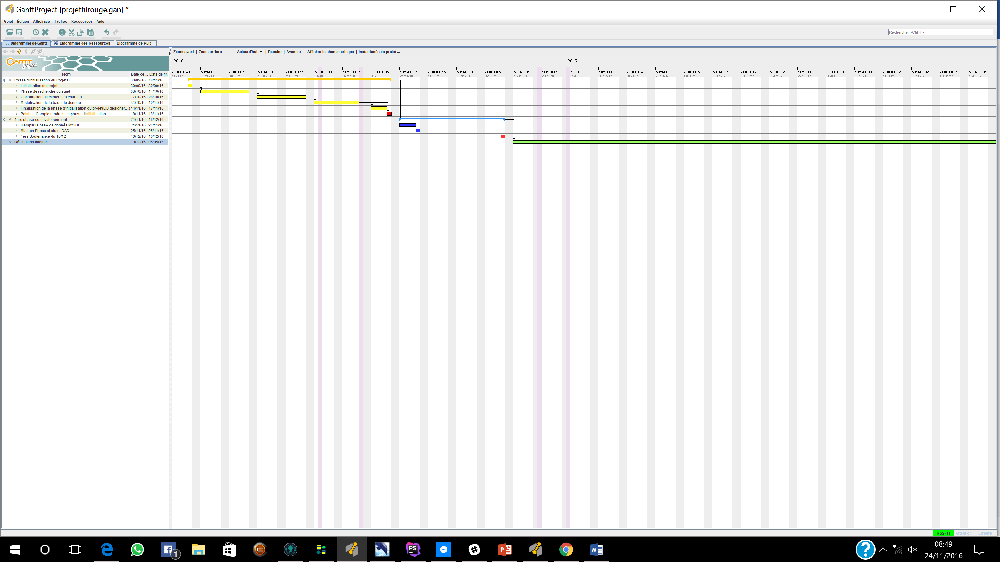 GanttProject [projetfilrouge.gan] *
Projet Édition Affichage Tâches Ressources Aide
Rechercher <Ctrl+F>
Diagramme de Gantt Diagramme des Ressources Diagramme de PERT
Zoom avant | Zoom arrière Aujourd'hui | Reculer | Avancer Afficher le chemin critique | Instantanés du projet ...
GANTT project
2016 2017
Nom Date de ... Date de fin
Semaine 39 Semaine 40 Semaine 41 Semaine 42 Semaine 43 Semaine 44 Semaine 45 Semaine 46 Semaine 47 Semaine 48 Semaine 49 Semaine 50 Semaine 51 Semaine 52 Semaine 1 Semaine 2 Semaine 3 Semaine 4 Semaine 5 Semaine 6 Semaine 7 Semaine 8 Semaine 9 Semaine 10 Semaine 11 Semaine 12 Semaine 13 Semaine 14 Semaine 15
26/09/16 03/10/16 10/10/16 17/10/16 24/10/16 31/10/16 07/11/16 14/11/16 21/11/16 28/11/16 05/12/16 12/12/16 19/12/16 26/12/16 02/01/17 09/01/17 16/01/17 23/01/17 30/01/17 06/02/17 13/02/17 20/02/17 27/02/17 06/03/17 13/03/17 20/03/17 27/03/17 03/04/17 10/04/17
Phase d'initialisation du Projet IT 30/09/16 18/11/16
Initialisation du projet 30/09/16 30/09/16
Phase de recherche du sujet 03/10/16 14/10/16
Construction du cahier des charges 17/10/16 28/10/16
Modélisation de la base de donnée 31/10/16 10/11/16
Finalisation de la phase d'initialisation du projet(DB designer,...) 14/11/16 17/11/16
Point de Compte rendu de la phase d'initialisation 18/11/16 18/11/16
1ere phase de développement 21/11/16 16/12/16
Remplir la base de donnée MySQL 21/11/16 24/11/16
Mise en PLace et etude DAO 25/11/16 25/11/16
1ere Soutenance du 16/12 16/12/16 16/12/16
Réalisation Interface 19/12/16 05/05/17
RSS (1) Attention Erreurs
1
PS
08:49
24/11/2016